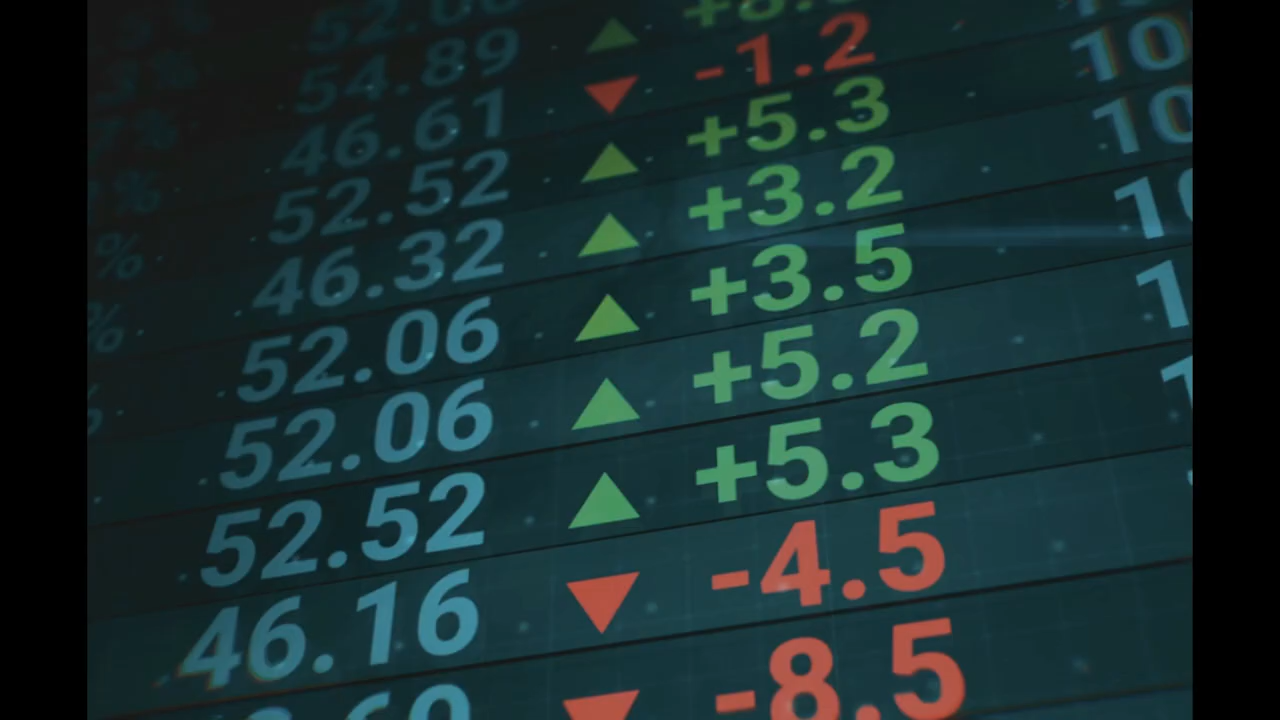 54.89 ▲
46.61 ▼ -1.2
52.52 ▲ +5.3
46.32 ▲ +3.2
52.06 ▲ +3.5
52.06 ▲ +5.2
52.52 ▲ +5.3
46.16 ▼ -4.5
▼ -8.5